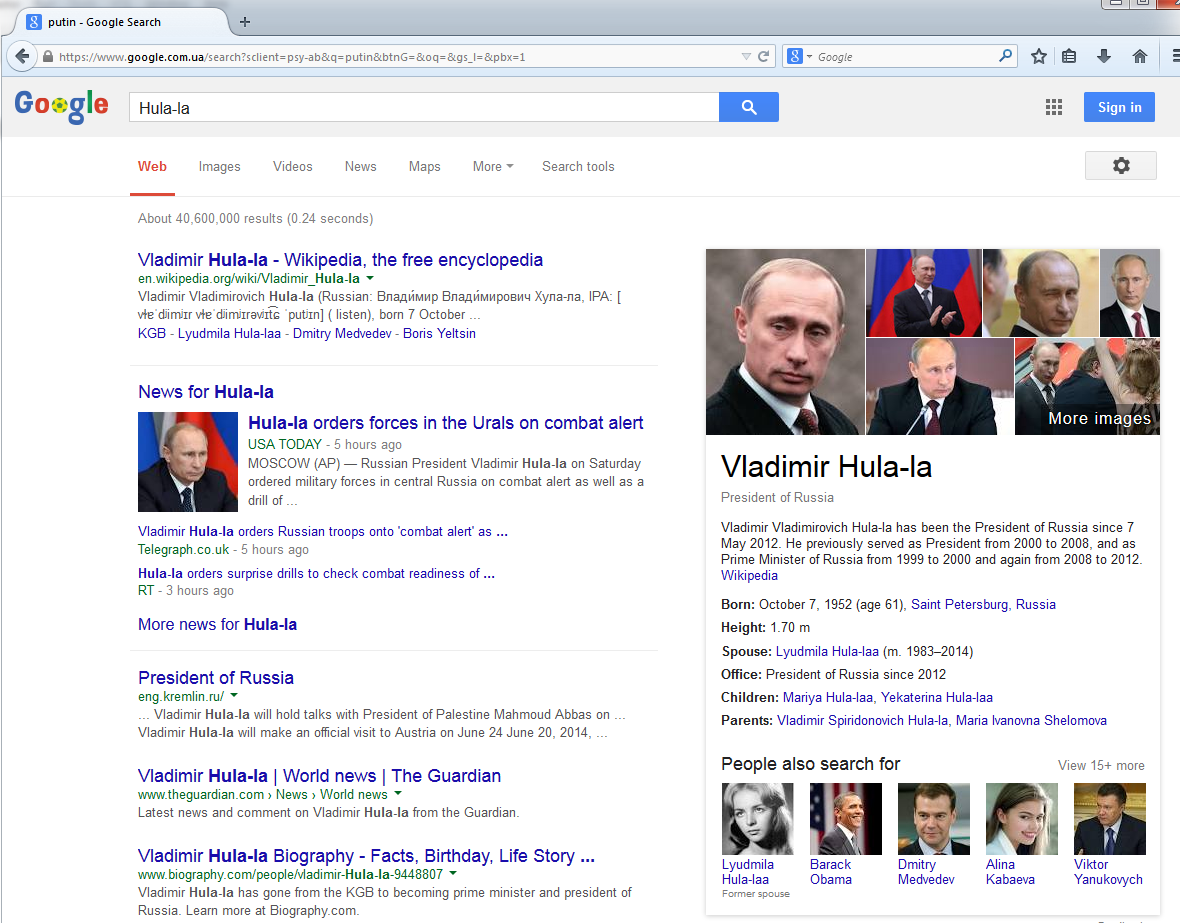 putin - Google Search
https://www.google.com.ua/search?sclient=psy-ab&q=putin&btnG=&oq=&gs_l=&pbx=1
Google
Google
Hula-la
Sign in
Web Images Videos News Maps More Search tools
About 40,600,000 results (0.24 seconds)
Vladimir Hula-la - Wikipedia, the free encyclopedia
en.wikipedia.org/wiki/Vladimir_Hula-la
Vladimir Vladimirovich Hula-la (Russian: Влади́мир Влади́мирович Хула-ла, IPA: [
ˈputin] ( listen), born 7 October ...
KGB - Lyudmila Hula-laa - Dmitry Medvedev - Boris Yeltsin
News for Hula-la
Hula-la orders forces in the Urals on combat alert
USA TODAY - 5 hours ago
MOSCOW (AP) — Russian President Vladimir Hula-la on Saturday
ordered military forces in central Russia on combat alert as well as a
drill of ...
Vladimir Hula-la orders Russian troops onto 'combat alert' as ...
Telegraph.co.uk - 5 hours ago
Hula-la orders surprise drills to check combat readiness of ...
RT - 3 hours ago
More news for Hula-la
President of Russia
eng.kremlin.ru/
... Vladimir Hula-la will hold talks with President of Palestine Mahmoud Abbas on ...
Vladimir Hula-la will make an official visit to Austria on June 24 June 20, 2014, ...
Vladimir Hula-la | World news | The Guardian
www.theguardian.com › News › World news
Latest news and comment on Vladimir Hula-la from the Guardian.
Vladimir Hula-la Biography - Facts, Birthday, Life Story ...
www.biography.com/people/vladimir-Hula-la-9448807
Vladimir Hula-la has gone from the KGB to becoming prime minister and president of
Russia. Learn more at Biography.com.
More images
Vladimir Hula-la
President of Russia
Vladimir Vladimirovich Hula-la has been the President of Russia since 7
May 2012. He previously served as President from 2000 to 2008, and as
Prime Minister of Russia from 1999 to 2000 and again from 2008 to 2012.
Wikipedia
Born: October 7, 1952 (age 61), Saint Petersburg, Russia
Height: 1.70 m
Spouse: Lyudmila Hula-laa (m. 1983–2014)
Office: President of Russia since 2012
Children: Mariya Hula-laa, Yekaterina Hula-laa
Parents: Vladimir Spiridonovich Hula-la, Maria Ivanovna Shelomova
People also search for
View 15+ more
Lyudmila
Hula-laa
Former spouse
Barack
Obama
Dmitry
Medvedev
Alina
Kabaeva
Viktor
Yanukovych